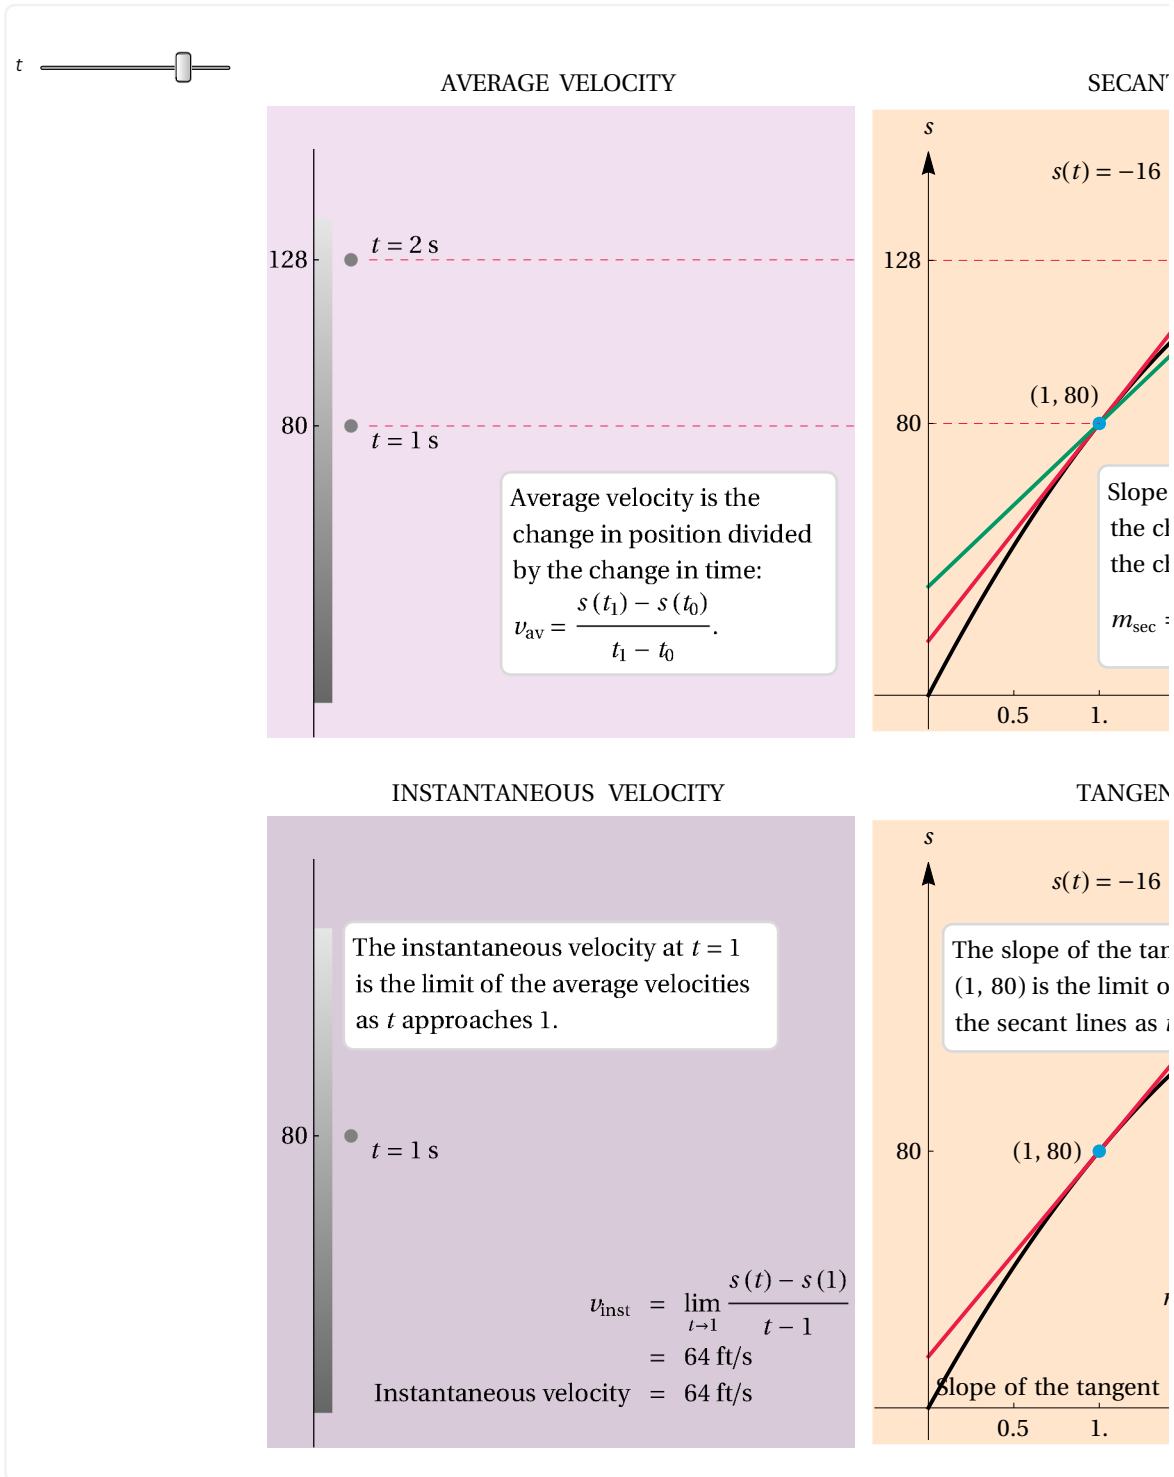 t
AVERAGE VELOCITY
128
t = 2 s
80
t = 1 s
Average velocity is the
change in position divided
by the change in time:
v_av = (s(t₁) − s(t₀))/(t₁ − t₀).
SECANT
s
s(t) = −16
128
(1, 80)
80
Slope
the ch
the ch
m_sec =
0.5 1.
INSTANTANEOUS VELOCITY
The instantaneous velocity at t = 1
is the limit of the average velocities
as t approaches 1.
80
t = 1 s
v_inst = lim_{t→1} (s(t) − s(1))/(t − 1)
= 64 ft/s
Instantaneous velocity = 64 ft/s
TANGEN
s
s(t) = −16
The slope of the tan
(1, 80) is the limit o
the secant lines as t
80 (1, 80)
Slope of the tangent
0.5 1.